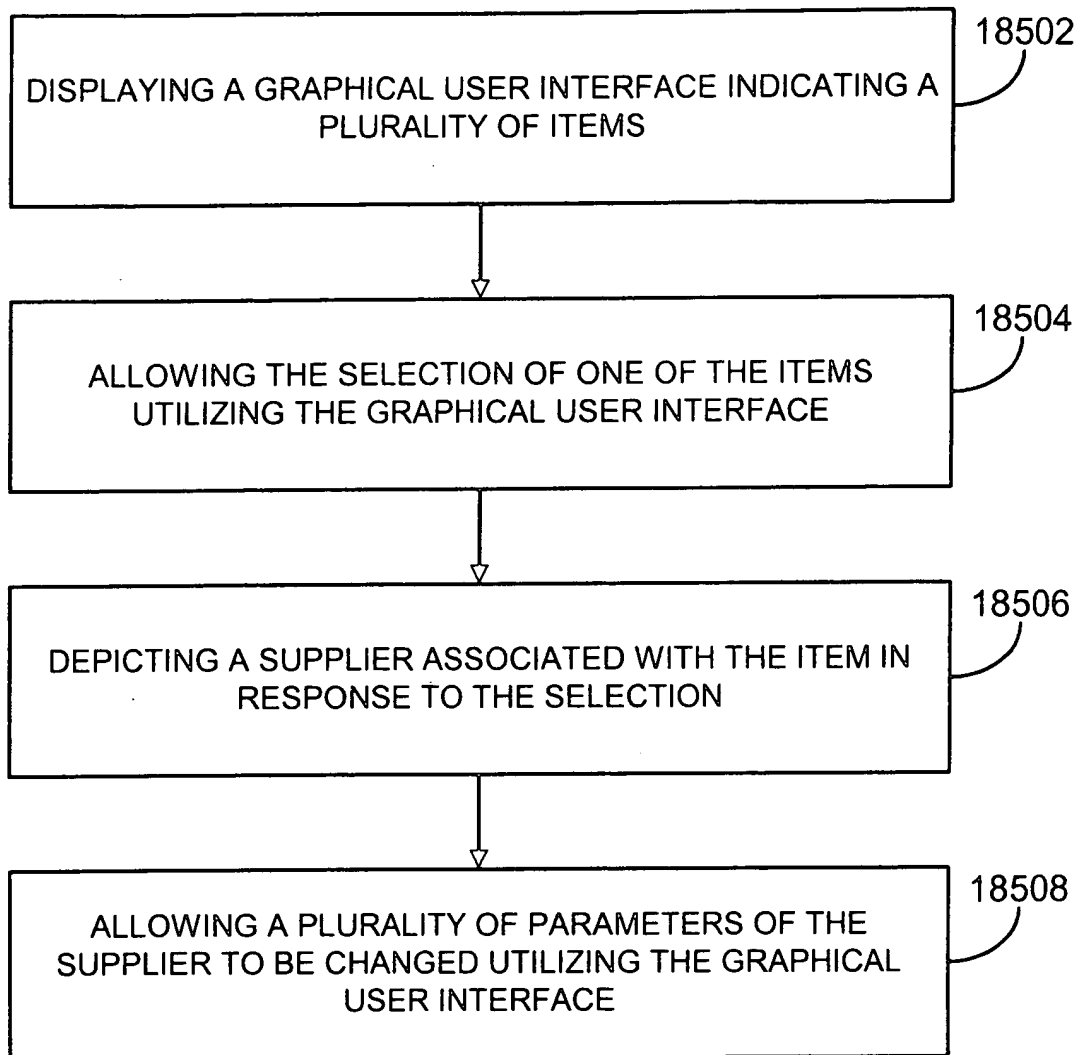 18502
DISPLAYING A GRAPHICAL USER INTERFACE INDICATING A
PLURALITY OF ITEMS
18504
ALLOWING THE SELECTION OF ONE OF THE ITEMS
UTILIZING THE GRAPHICAL USER INTERFACE
18506
DEPICTING A SUPPLIER ASSOCIATED WITH THE ITEM IN
RESPONSE TO THE SELECTION
18508
ALLOWING A PLURALITY OF PARAMETERS OF THE
SUPPLIER TO BE CHANGED UTILIZING THE GRAPHICAL
USER INTERFACE